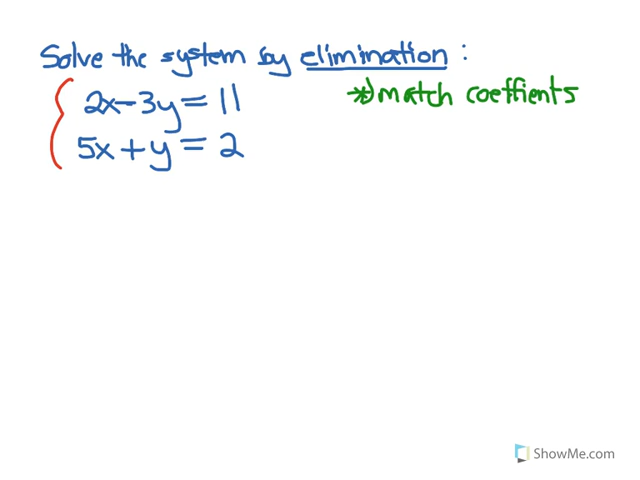 Solve the system by elimination :
*) match coeffients
2x-3y = 11
5x + y = 2
ShowMe.com